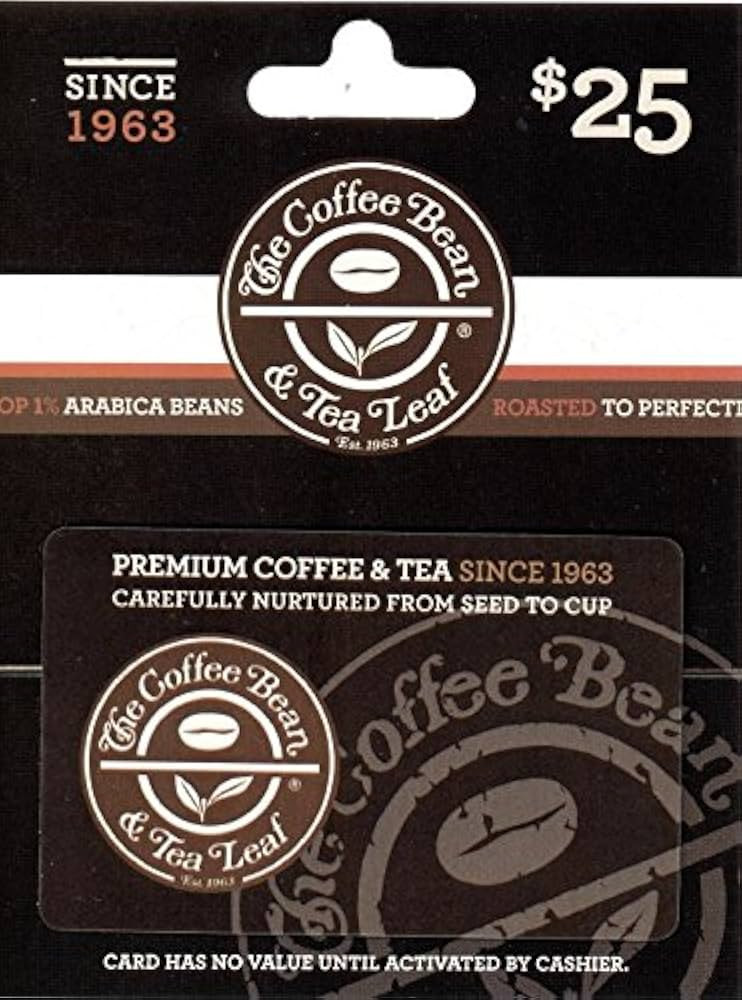 SINCE
1963
$25
The Coffee Bean
®
& Tea Leaf
Est. 1963
OP 1% ARABICA BEANS
ROASTED TO PERFECTI
PREMIUM COFFEE & TEA SINCE 1963
CAREFULLY NURTURED FROM SEED TO CUP
The Coffee Bean
®
& Tea Leaf
Est. 1963
The Coffee Bean
CARD HAS NO VALUE UNTIL ACTIVATED BY CASHIER.